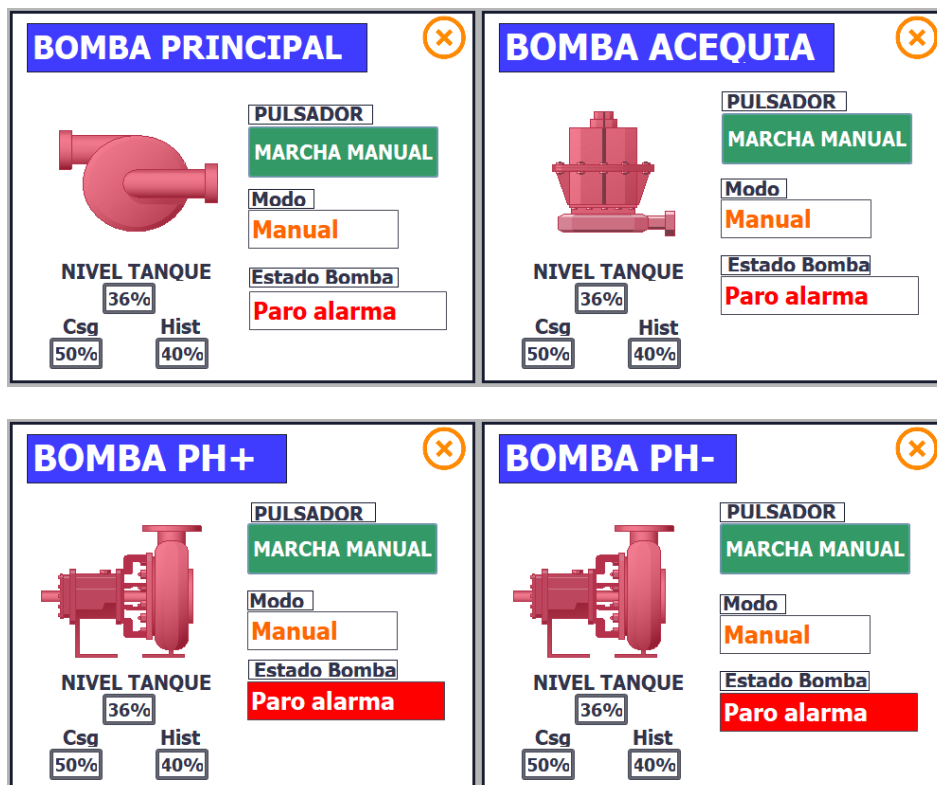 BOMBA PRINCIPAL
PULSADOR
MARCHA MANUAL
Modo
Manual
NIVEL TANQUE
36%
Estado Bomba
Paro alarma
Csg
Hist
50%
40%
BOMBA ACEQUIA
PULSADOR
MARCHA MANUAL
Modo
Manual
NIVEL TANQUE
36%
Estado Bomba
Paro alarma
Csg
Hist
50%
40%
BOMBA PH+
PULSADOR
MARCHA MANUAL
Modo
Manual
Estado Bomba
Paro alarma
NIVEL TANQUE
36%
Csg
Hist
50%
40%
BOMBA PH-
PULSADOR
MARCHA MANUAL
Modo
Manual
Estado Bomba
Paro alarma
NIVEL TANQUE
36%
Csg
Hist
50%
40%